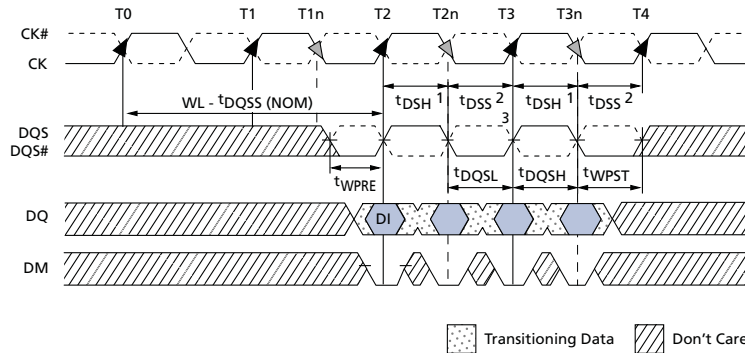 T0 T1 T1n T2 T2n T3 T3n T4
CK#
CK
tDSH 1 tDSS 2 tDSH 1 tDSS 2
WL - tDQSS (NOM)
3
DQS
DQS#
tWPRE
tDQSL tDQSH tWPST
DQ
DI
DM
Transitioning Data Don't Care